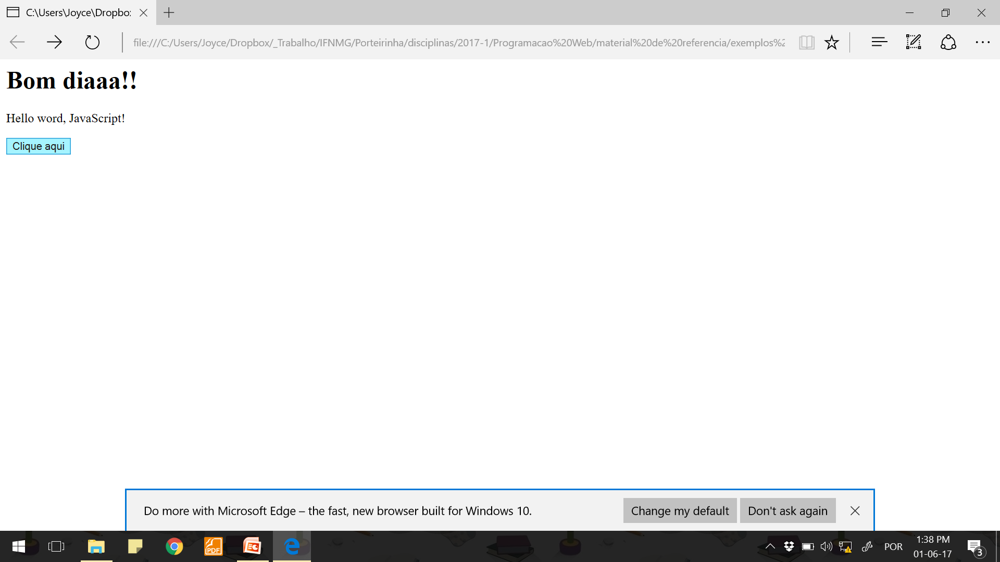 C:\Users\Joyce\Dropbo
file:///C:/Users/Joyce/Dropbox/_Trabalho/IFNMG/Porteirinha/disciplinas/2017-1/Programacao%20Web/material%20de%20referencia/exemplos%2
Bom diaaa!!
Hello word, JavaScript!
Clique aqui
Do more with Microsoft Edge – the fast, new browser built for Windows 10.
Change my default
Don't ask again
PDF
POR
1:38 PM
01-06-17
3